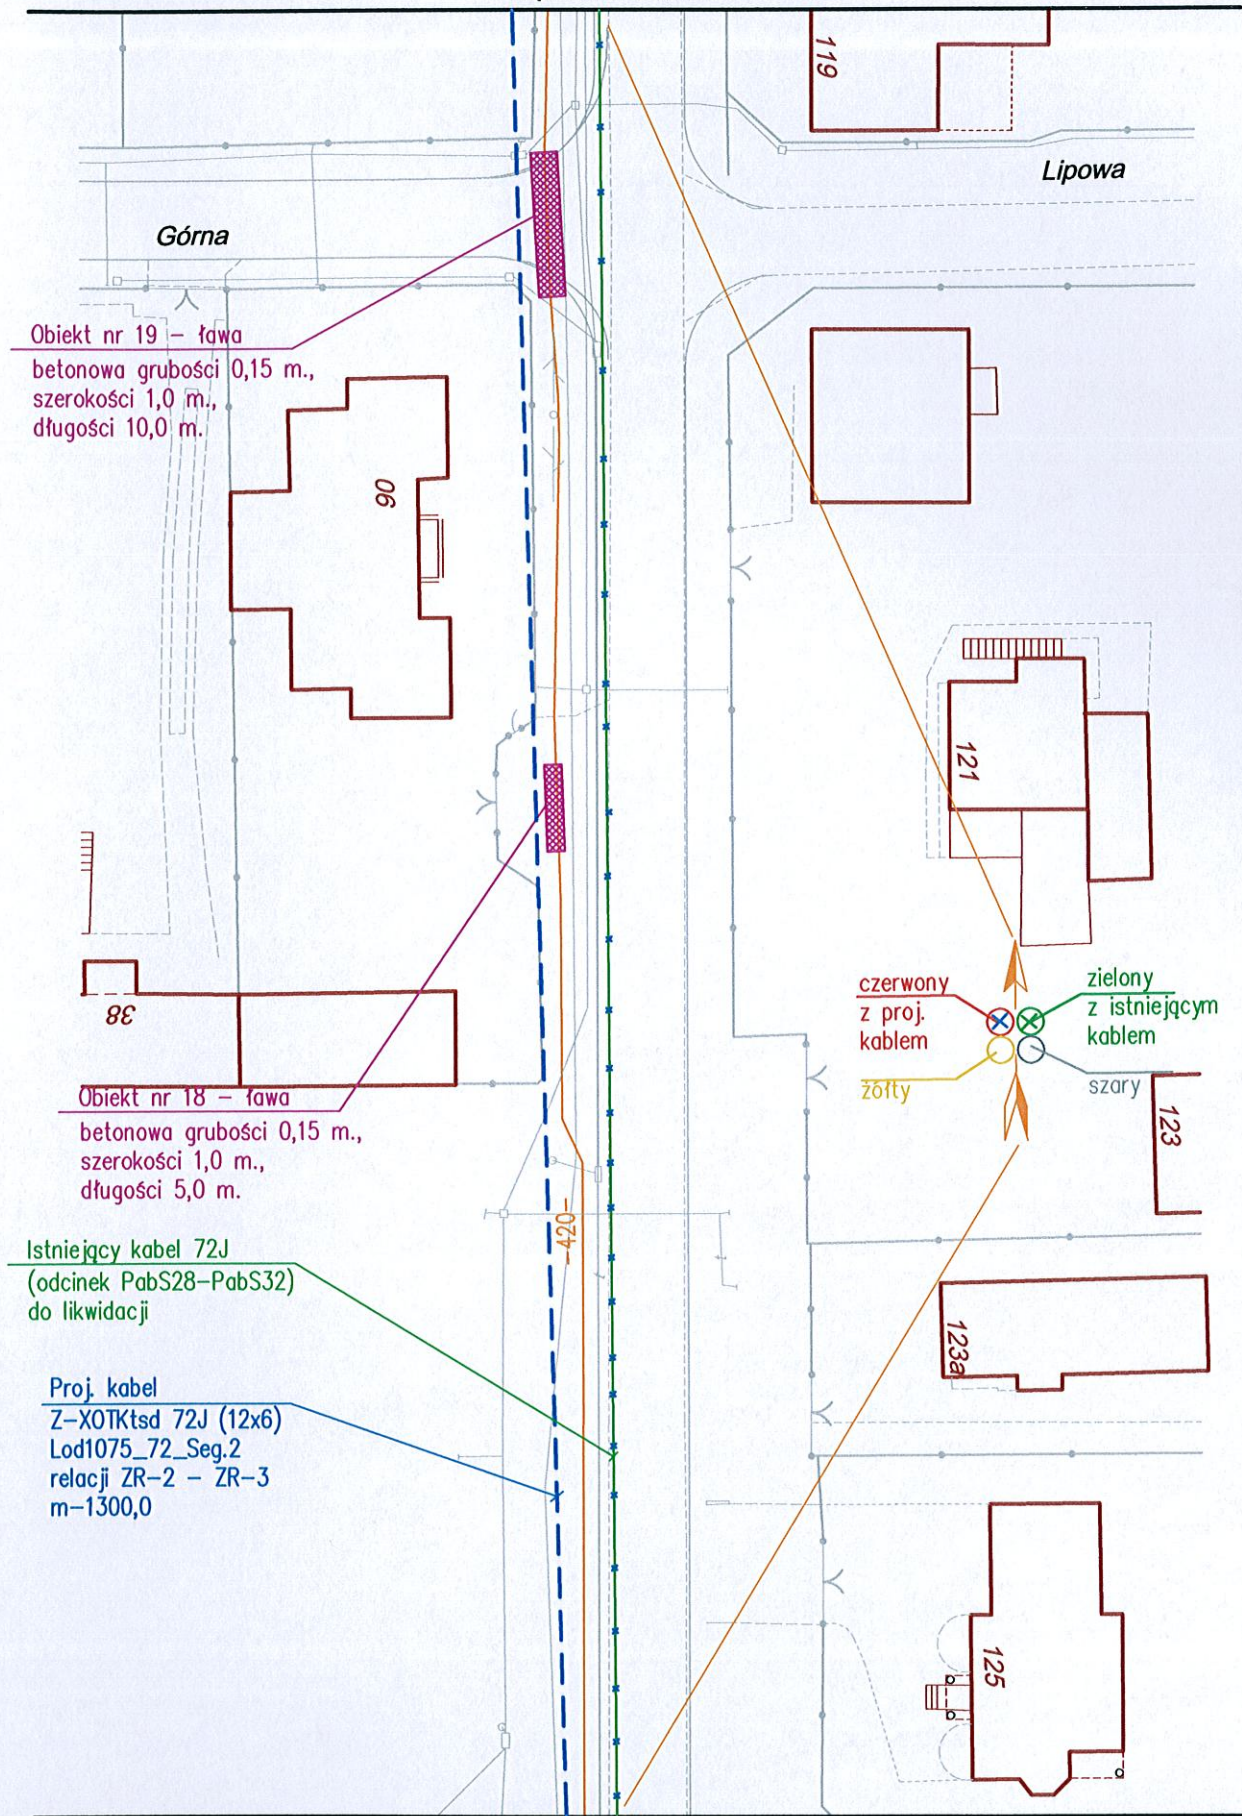 119
Lipowa
Górna
Obiekt nr 19 – ława
betonowa grubości 0,15 m.,
szerokości 1,0 m.,
długości 10,0 m.
90
121
38
czerwony
z proj.
kablem
zielony
z istniejącym
kablem
żółty
szary
Obiekt nr 18 – ława
betonowa grubości 0,15 m.,
szerokości 1,0 m.,
długości 5,0 m.
123
-420-
Istniejący kabel 72J
(odcinek PabS28–PabS32)
do likwidacji
123a
Proj. kabel
Z–XOTKtsd 72J (12x6)
Lod1075_72_Seg.2
relacji ZR–2 – ZR–3
m–1300,0
125